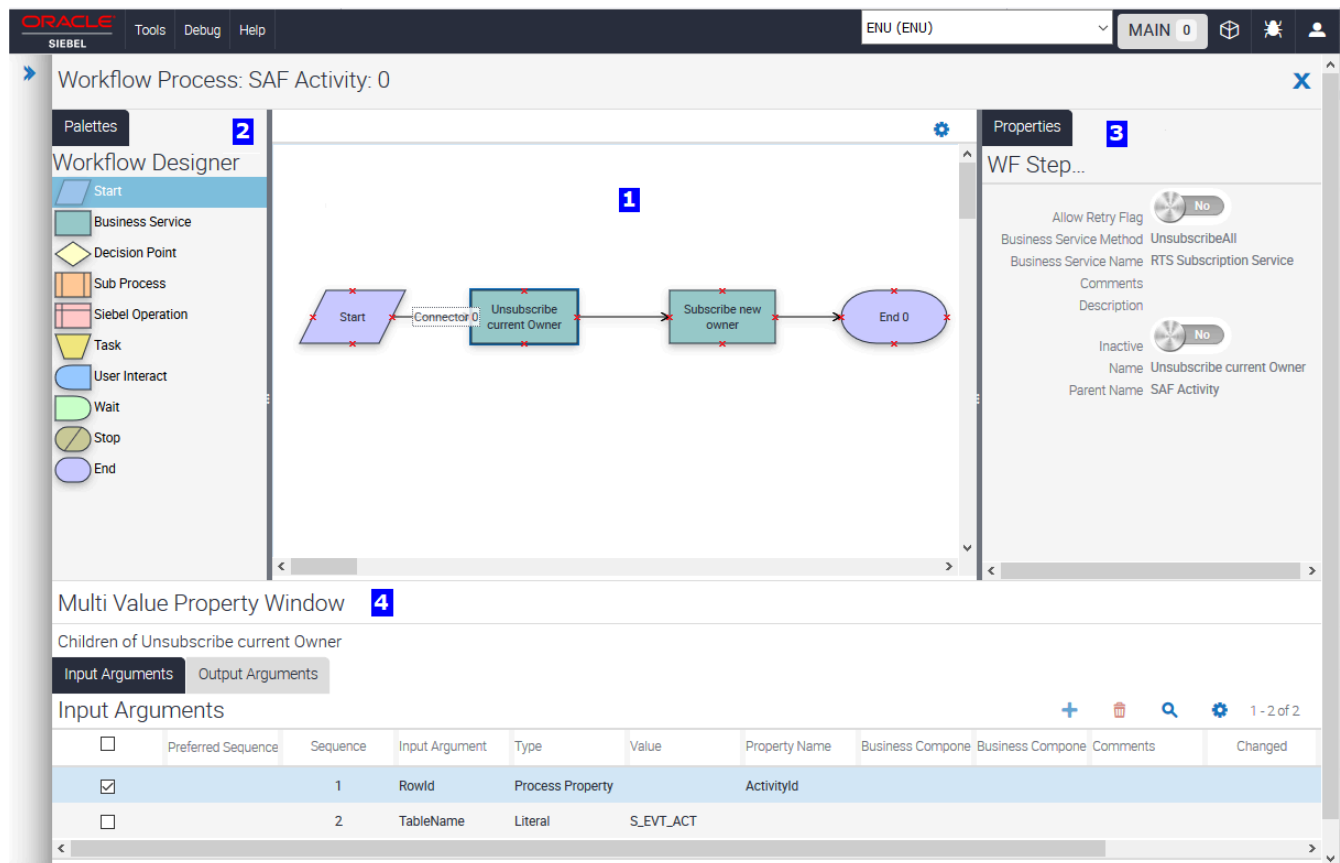 ORACLE
SIEBEL
Tools Debug Help
ENU (ENU)
MAIN 0
Workflow Process: SAF Activity: 0
X
Palettes
2
Workflow Designer
Start
Business Service
Decision Point
Sub Process
Siebel Operation
Task
User Interact
Wait
Stop
End
1
Start
Connector 0
Unsubscribe
current Owner
Subscribe new
owner
End 0
Properties
3
WF Step...
Allow Retry Flag No
Business Service Method UnsubscribeAll
Business Service Name RTS Subscription Service
Comments
Description
Inactive No
Name Unsubscribe current Owner
Parent Name SAF Activity
Multi Value Property Window 4
Children of Unsubscribe current Owner
Input Arguments Output Arguments
Input Arguments
1 - 2 of 2
Preferred Sequence Sequence Input Argument Type Value Property Name Business Compone Business Compone Comments Changed
1 RowId Process Property ActivityId
2 TableName Literal S_EVT_ACT